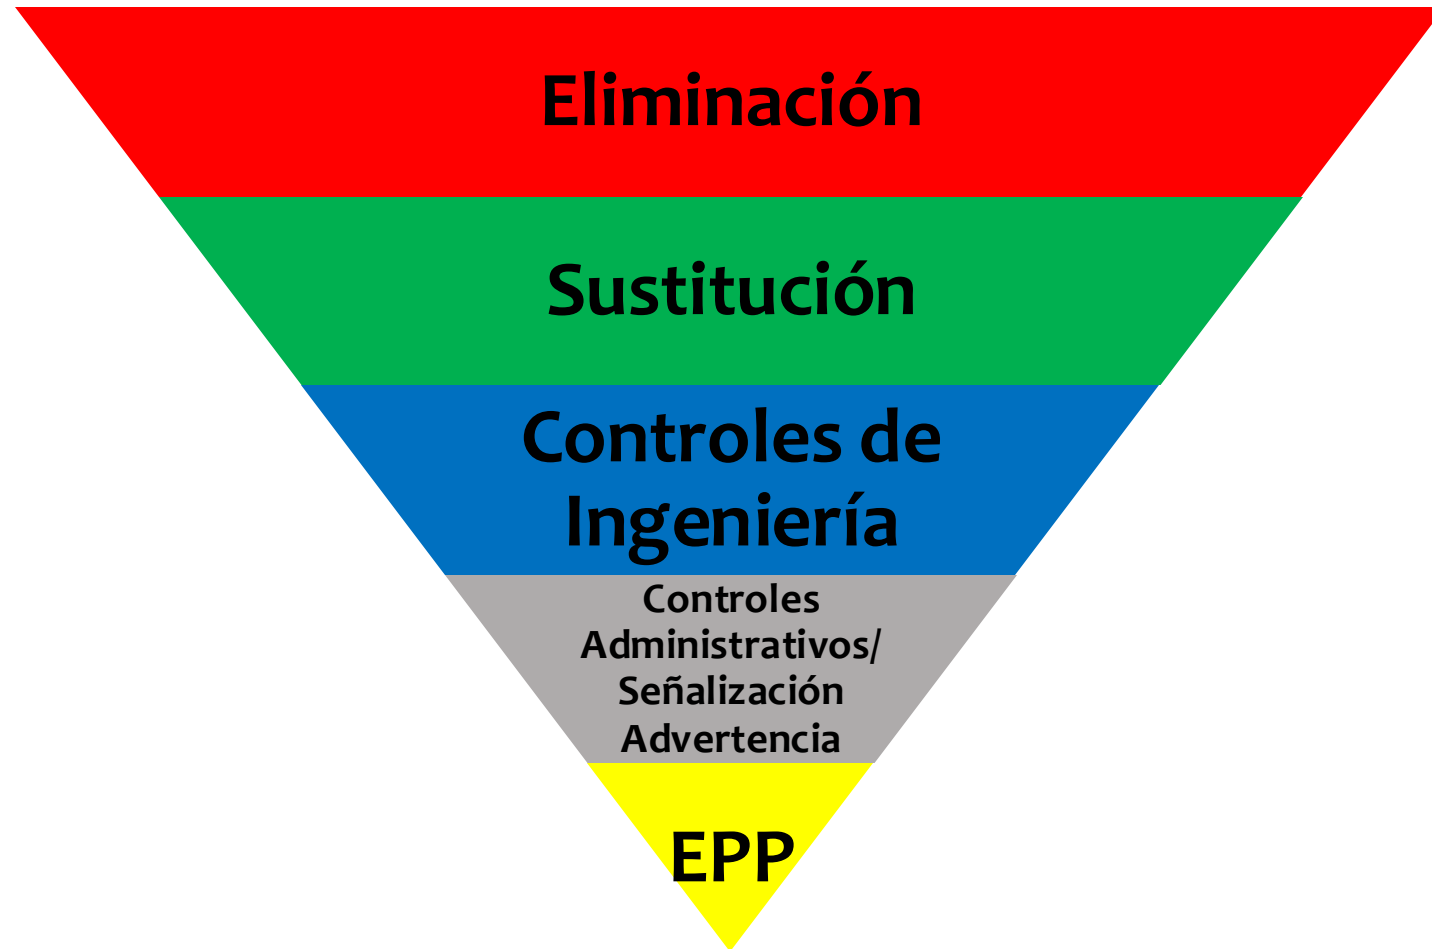 Eliminación
Sustitución
Controles de
Ingeniería
Controles
Administrativos/
Señalización
Advertencia
EPP